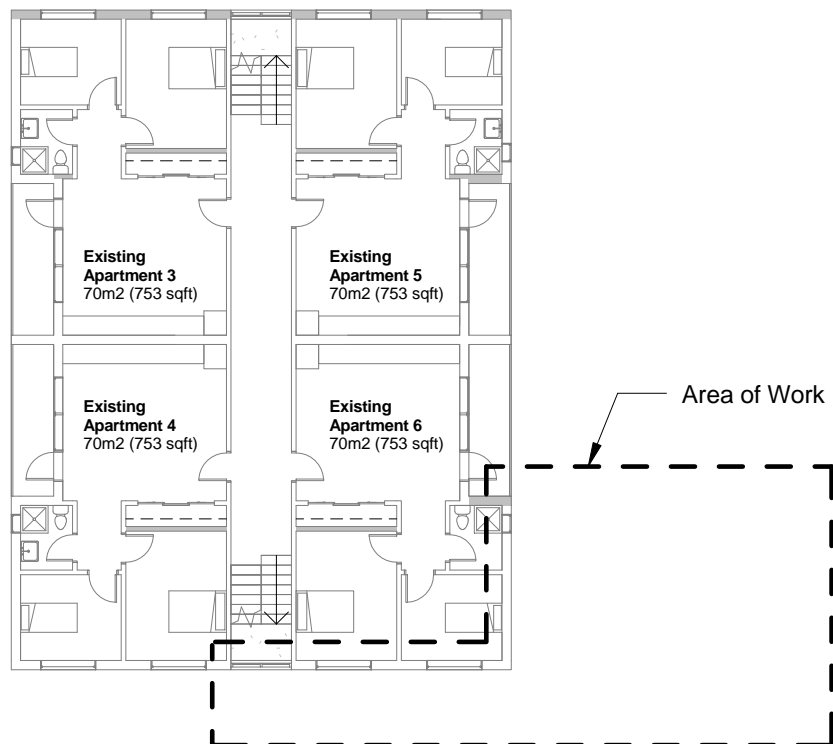 Existing
Apartment 3
70m2 (753 sqft)
Existing
Apartment 5
70m2 (753 sqft)
Existing
Apartment 4
70m2 (753 sqft)
Existing
Apartment 6
70m2 (753 sqft)
Area of Work